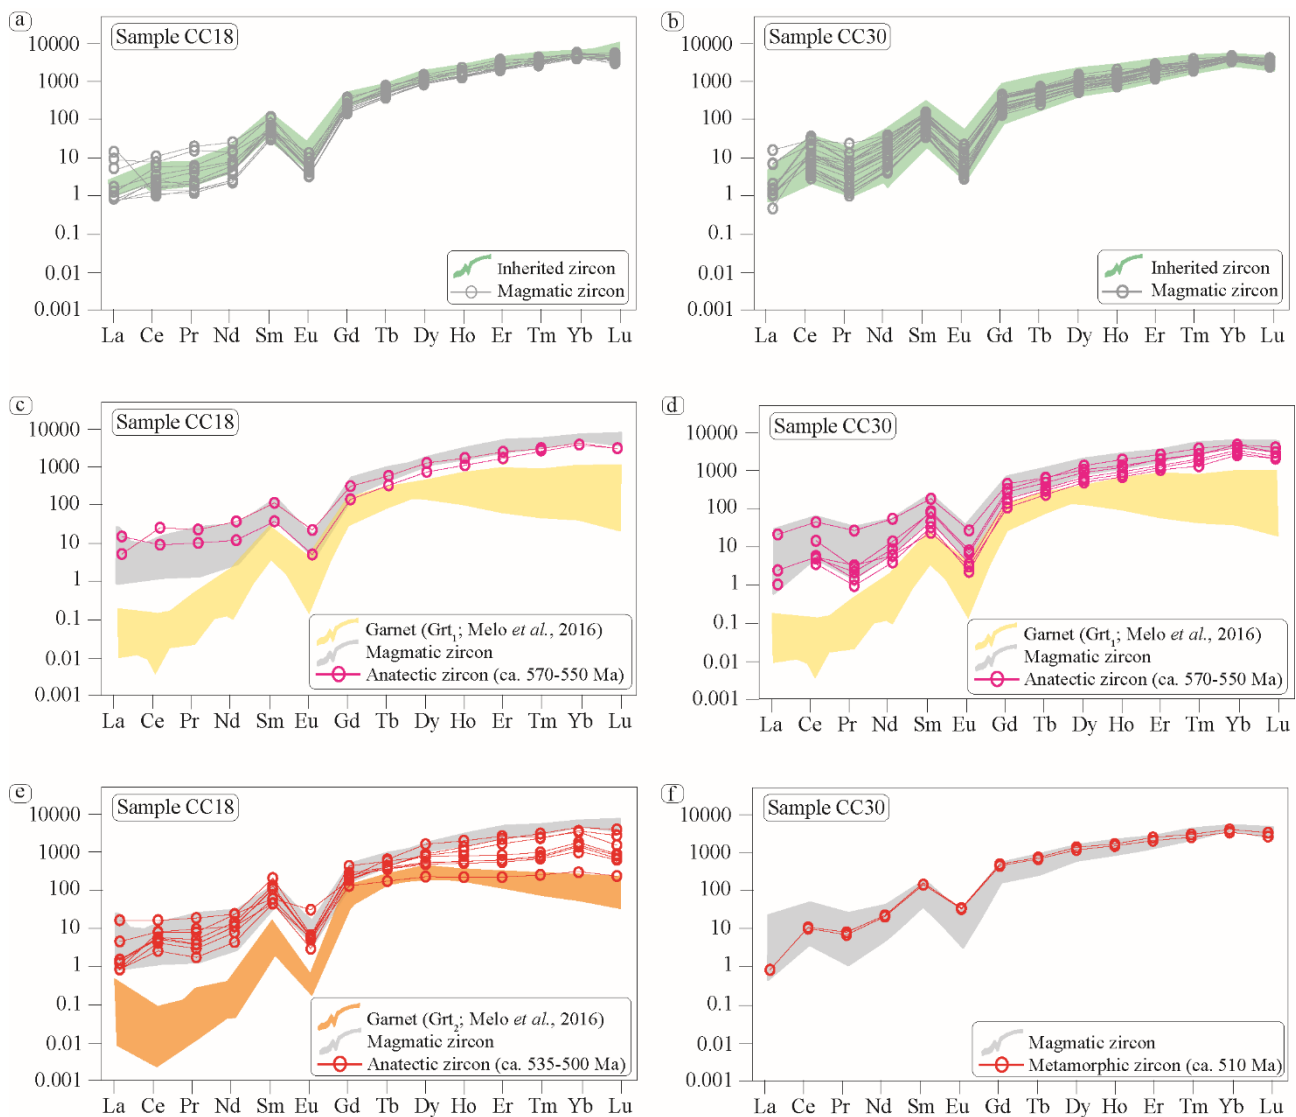 a
Sample CC18
10000
1000
100
10
1
0.1
0.01
0.001
Inherited zircon
Magmatic zircon
La Ce Pr Nd Sm Eu Gd Tb Dy Ho Er Tm Yb Lu
b
Sample CC30
10000
1000
100
10
1
0.1
0.01
0.001
Inherited zircon
Magmatic zircon
La Ce Pr Nd Sm Eu Gd Tb Dy Ho Er Tm Yb Lu
c
Sample CC18
10000
1000
100
10
1
0.1
0.01
0.001
Garnet (Grt1; Melo et al., 2016)
Magmatic zircon
Anatectic zircon (ca. 570-550 Ma)
La Ce Pr Nd Sm Eu Gd Tb Dy Ho Er Tm Yb Lu
d
Sample CC30
10000
1000
100
10
1
0.1
0.01
0.001
Garnet (Grt1; Melo et al., 2016)
Magmatic zircon
Anatectic zircon (ca. 570-550 Ma)
La Ce Pr Nd Sm Eu Gd Tb Dy Ho Er Tm Yb Lu
e
Sample CC18
10000
1000
100
10
1
0.1
0.01
0.001
Garnet (Grt2; Melo et al., 2016)
Magmatic zircon
Anatectic zircon (ca. 535-500 Ma)
La Ce Pr Nd Sm Eu Gd Tb Dy Ho Er Tm Yb Lu
f
Sample CC30
10000
1000
100
10
1
0.1
0.01
0.001
Magmatic zircon
Metamorphic zircon (ca. 510 Ma)
La Ce Pr Nd Sm Eu Gd Tb Dy Ho Er Tm Yb Lu